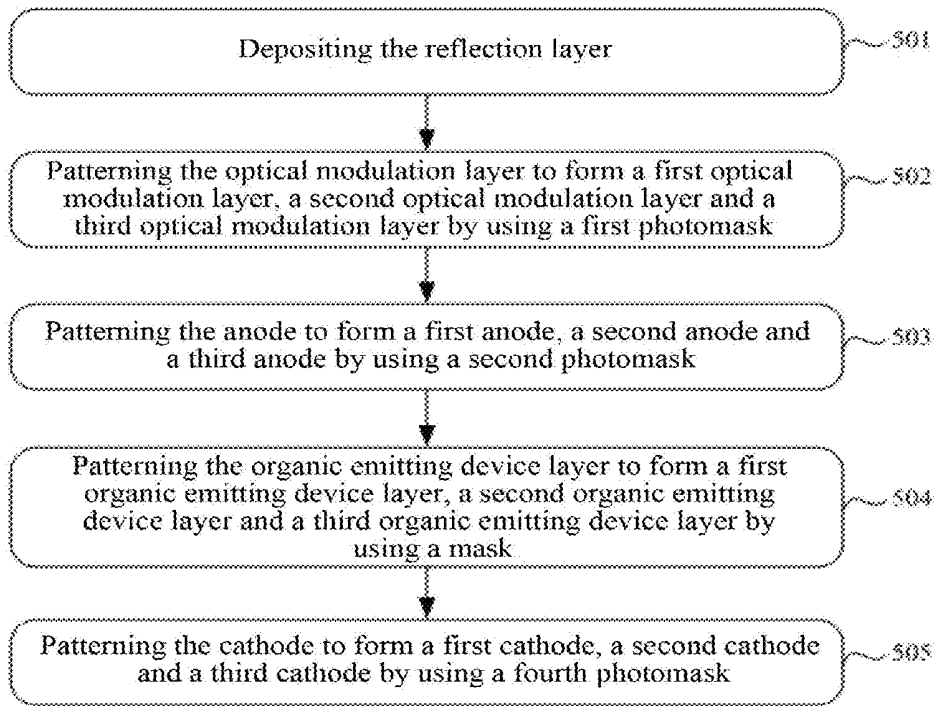 Depositing the reflection layer
501
Patterning the optical modulation layer to form a first optical
modulation layer, a second optical modulation layer and a
third optical modulation layer by using a first photomask
502
Patterning the anode to form a first anode, a second anode and
a third anode by using a second photomask
503
Patterning the organic emitting device layer to form a first
organic emitting device layer, a second organic emitting
device layer and a third organic emitting device layer by
using a mask
504
Patterning the cathode to form a first cathode, a second cathode
and a third cathode by using a fourth photomask
505